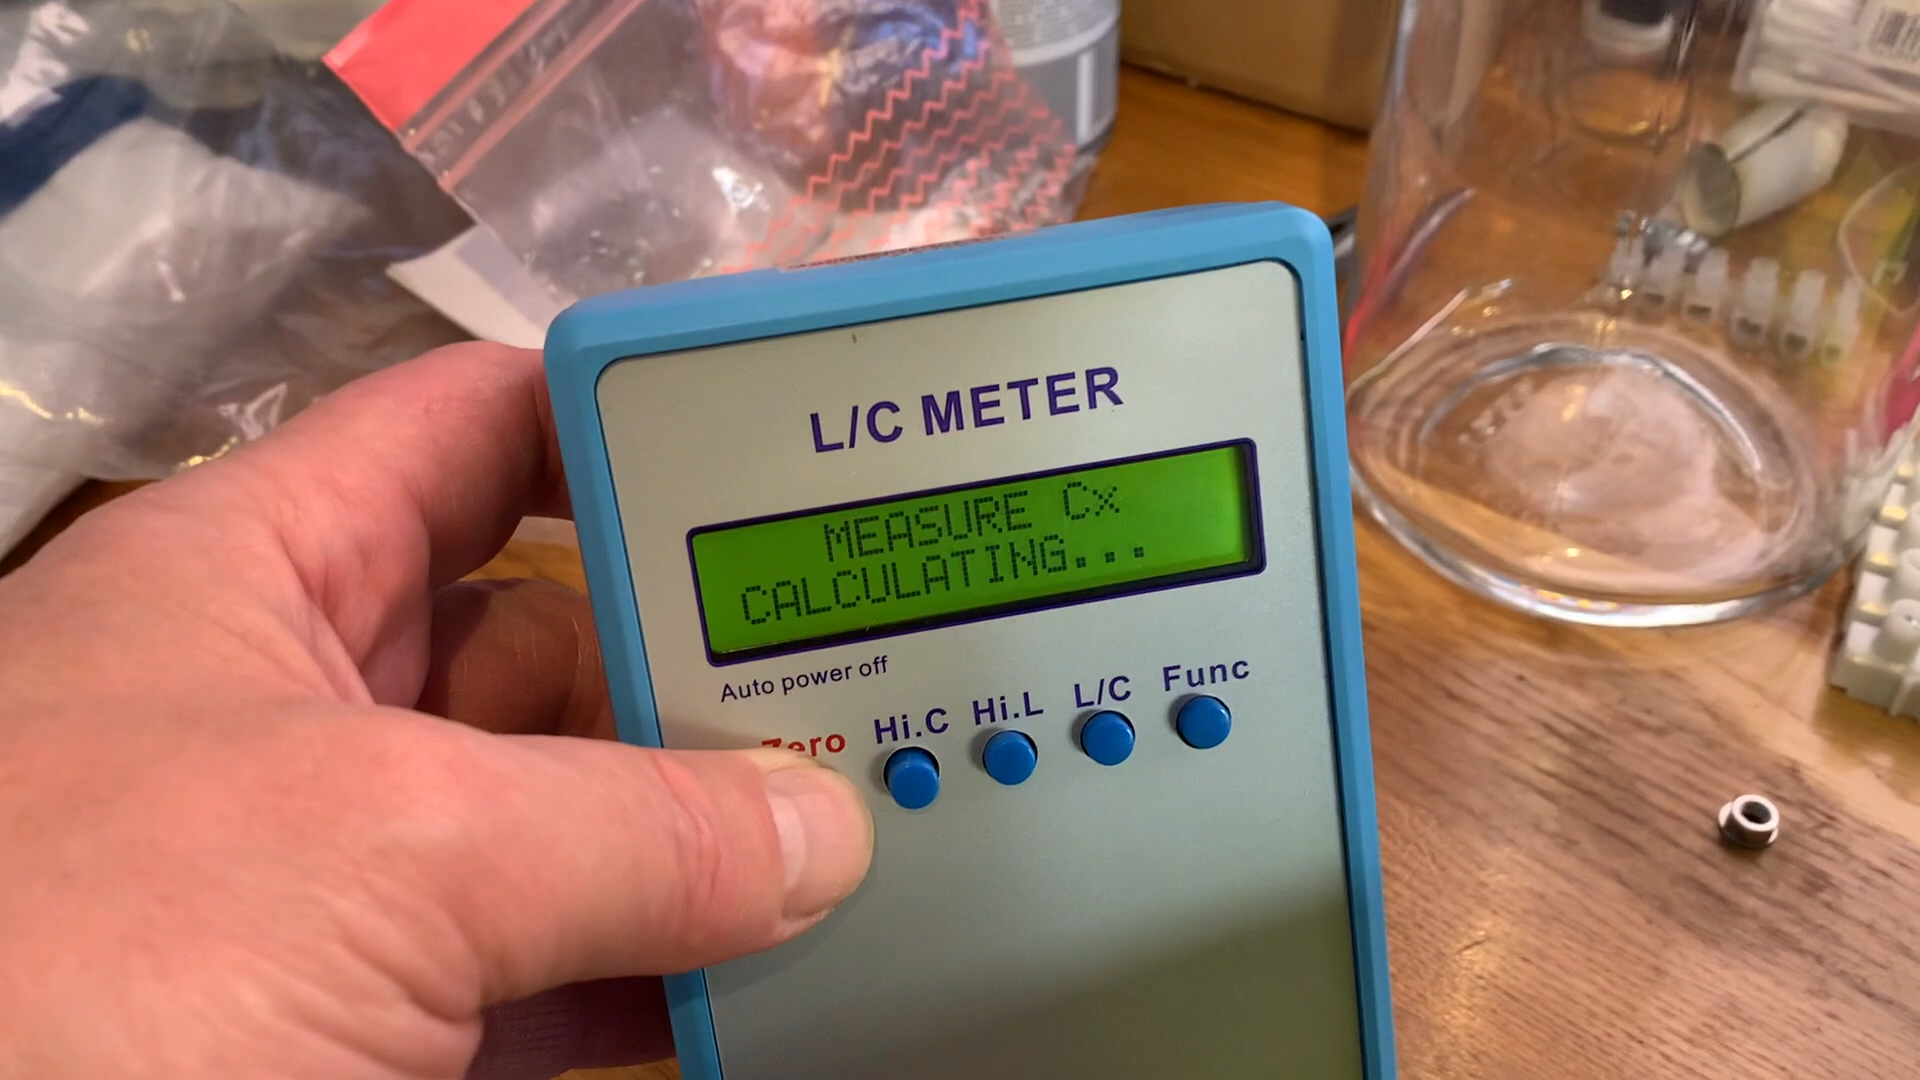 L/C METER
MEASURE Cx
CALCULATING...
Auto power off
Zero Hi.C Hi.L L/C Func